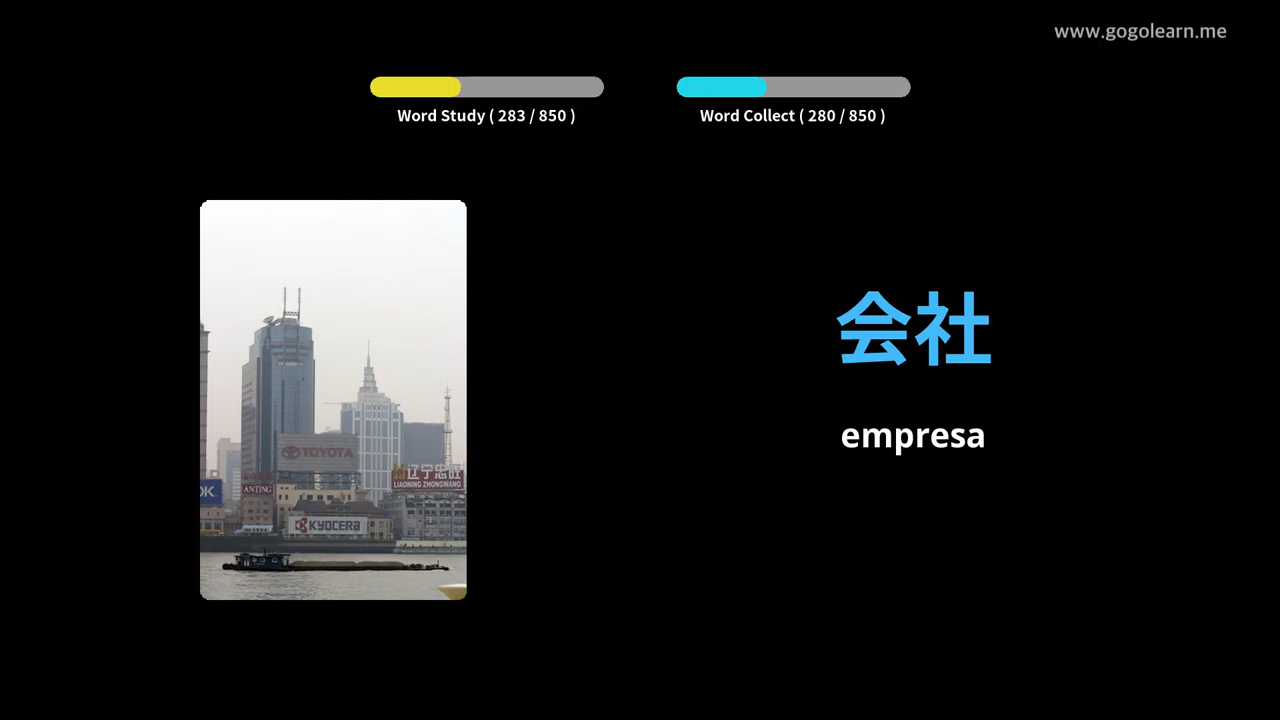 www.gogolearn.me
Word Study ( 283 / 850 )
Word Collect ( 280 / 850 )
会社
empresa
TOYOTA
辽宁忠旺
LIAONING ZHONGWANG
OK
ANTING
KYOCERA